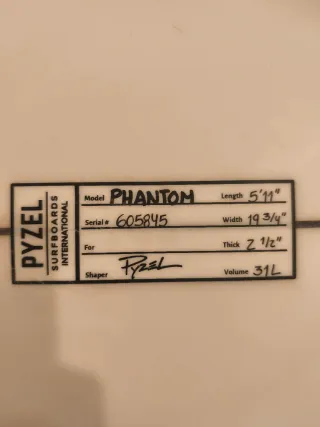 PYZEL
SURFBOARDS
INTERNATIONAL
Model PHANTOM Length 5'11"
Serial # 605845 Width 19 3/4"
For Thick 2 1/2"
Shaper Pyzel Volume 31L